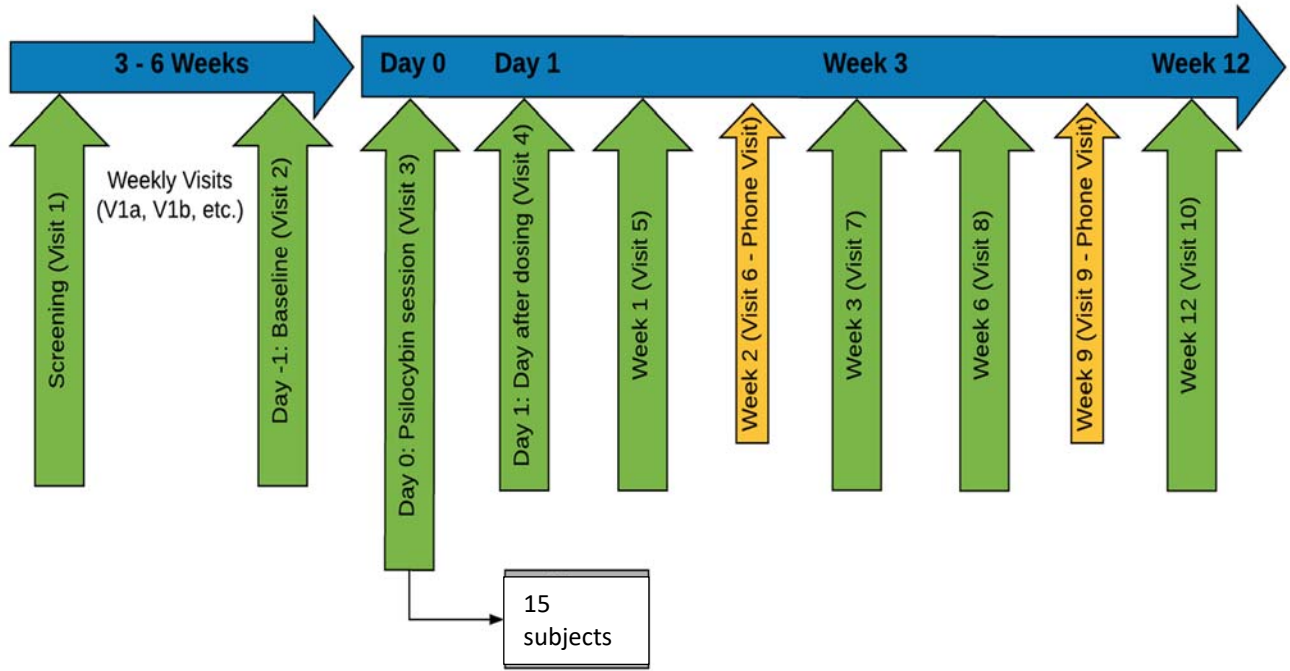 3 - 6 Weeks
Day 0
Day 1
Week 3
Week 12
Screening (Visit 1)
Weekly Visits
(V1a, V1b, etc.)
Day -1: Baseline (Visit 2)
Day 0: Psilocybin session (Visit 3)
Day 1: Day after dosing (Visit 4)
Week 1 (Visit 5)
Week 2 (Visit 6 - Phone Visit)
Week 3 (Visit 7)
Week 6 (Visit 8)
Week 9 (Visit 9 - Phone Visit)
Week 12 (Visit 10)
15
subjects